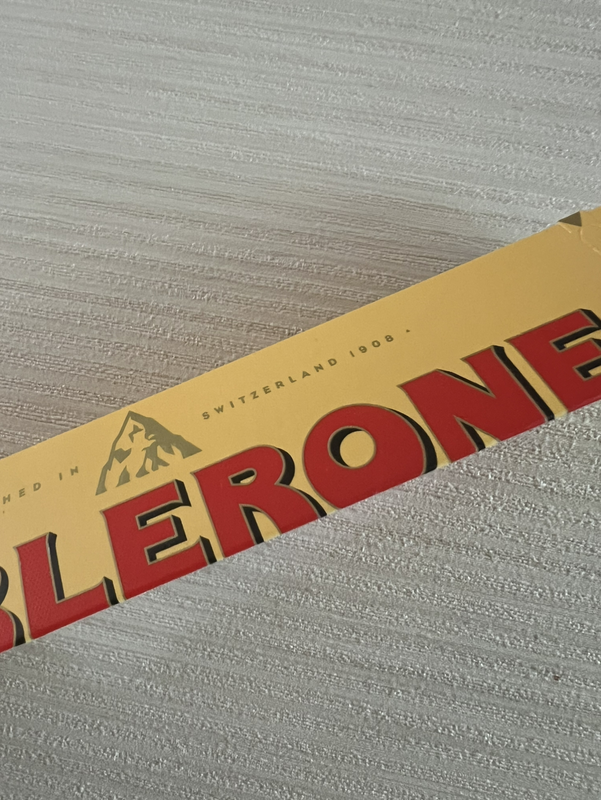 HED IN SWITZERLAND 1908
BLERONE